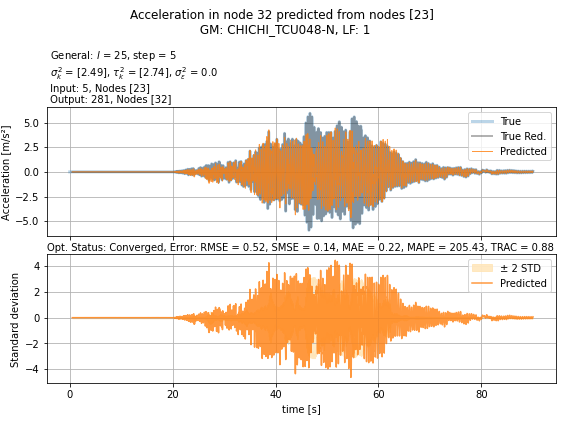 Acceleration in node 32 predicted from nodes [23]
GM: CHICHI_TCU048-N, LF: 1
General: l = 25, step = 5
σ²ₖ = [2.49], τ²ₖ = [2.74], σ²_ε = 0.0
Input: 5, Nodes [23]
Output: 281, Nodes [32]
Acceleration [m/s²]
5.0
2.5
0.0
−2.5
−5.0
True
True Red.
Predicted
Opt. Status: Converged, Error: RMSE = 0.52, SMSE = 0.14, MAE = 0.22, MAPE = 205.43, TRAC = 0.88
Standard deviation
4
2
0
−2
−4
± 2 STD
Predicted
0 20 40 60 80
time [s]